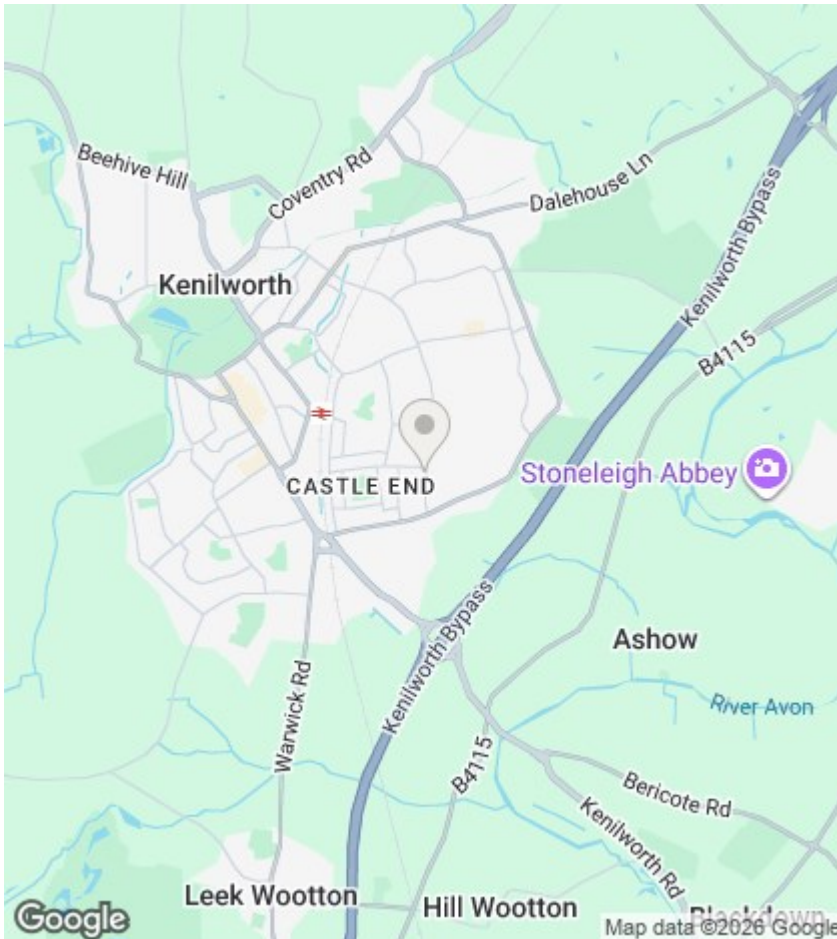 Beehive Hill
Coventry Rd
Dalehouse Ln
Kenilworth
Kenilworth Bypass
B4115
CASTLE END
Stoneleigh Abbey
Kenilworth Bypass
Ashow
River Avon
Warwick Rd
B4115
Bericote Rd
Kenilworth Rd
Leek Wootton
Hill Wootton
Blackdown
Google
Map data ©2026 Google